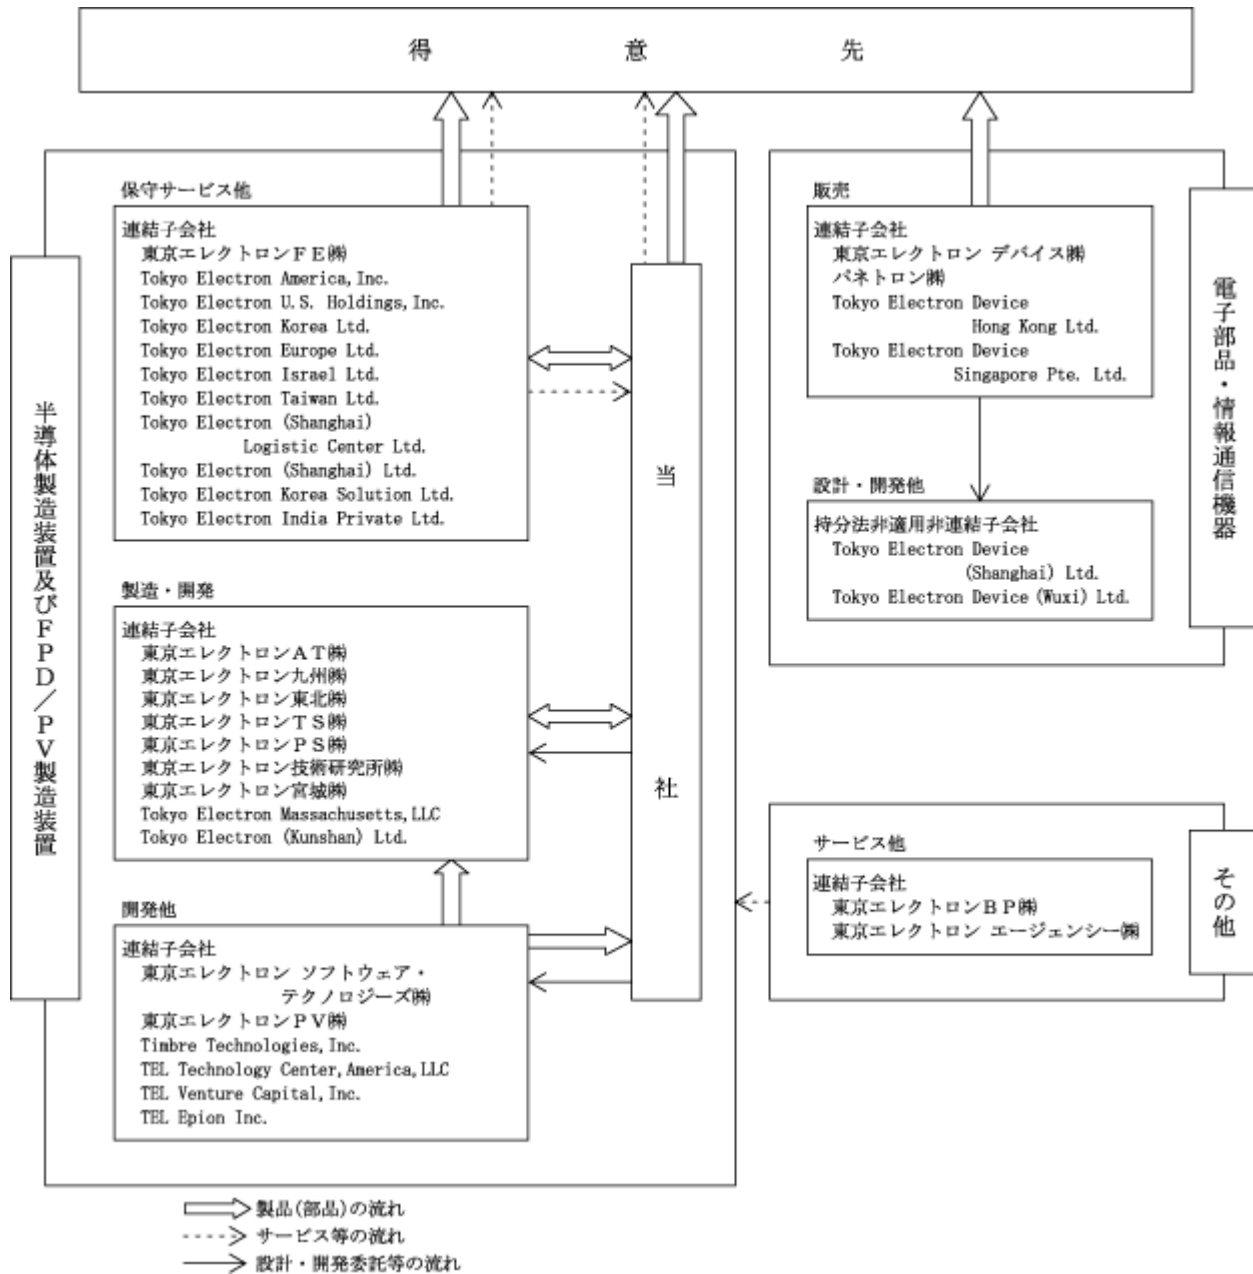 得意先
保守サービス他
連結子会社
東京エレクトロンFE㈱
Tokyo Electron America, Inc.
Tokyo Electron U.S. Holdings, Inc.
Tokyo Electron Korea Ltd.
Tokyo Electron Europe Ltd.
Tokyo Electron Israel Ltd.
Tokyo Electron Taiwan Ltd.
Tokyo Electron (Shanghai)
Logistic Center Ltd.
Tokyo Electron (Shanghai) Ltd.
Tokyo Electron Korea Solution Ltd.
Tokyo Electron India Private Ltd.
製造・開発
連結子会社
東京エレクトロンAT㈱
東京エレクトロン九州㈱
東京エレクトロン東北㈱
東京エレクトロンTS㈱
東京エレクトロンPS㈱
東京エレクトロン技術研究所㈱
東京エレクトロン宮城㈱
Tokyo Electron Massachusetts, LLC
Tokyo Electron (Kunshan) Ltd.
開発他
連結子会社
東京エレクトロン ソフトウェア・
テクノロジーズ㈱
東京エレクトロンPV㈱
Timbre Technologies, Inc.
TEL Technology Center, America, LLC
TEL Venture Capital, Inc.
TEL Epion Inc.
半導体製造装置及びFPD/PV製造装置
当社
販売
連結子会社
東京エレクトロン デバイス㈱
パネトロン㈱
Tokyo Electron Device
Hong Kong Ltd.
Tokyo Electron Device
Singapore Pte. Ltd.
設計・開発他
持分法非適用非連結子会社
Tokyo Electron Device
(Shanghai) Ltd.
Tokyo Electron Device (Wuxi) Ltd.
電子部品・情報通信機器
サービス他
連結子会社
東京エレクトロンBP㈱
東京エレクトロン エージェンシー㈱
その他
製品(部品)の流れ
サービス等の流れ
設計・開発委託等の流れ